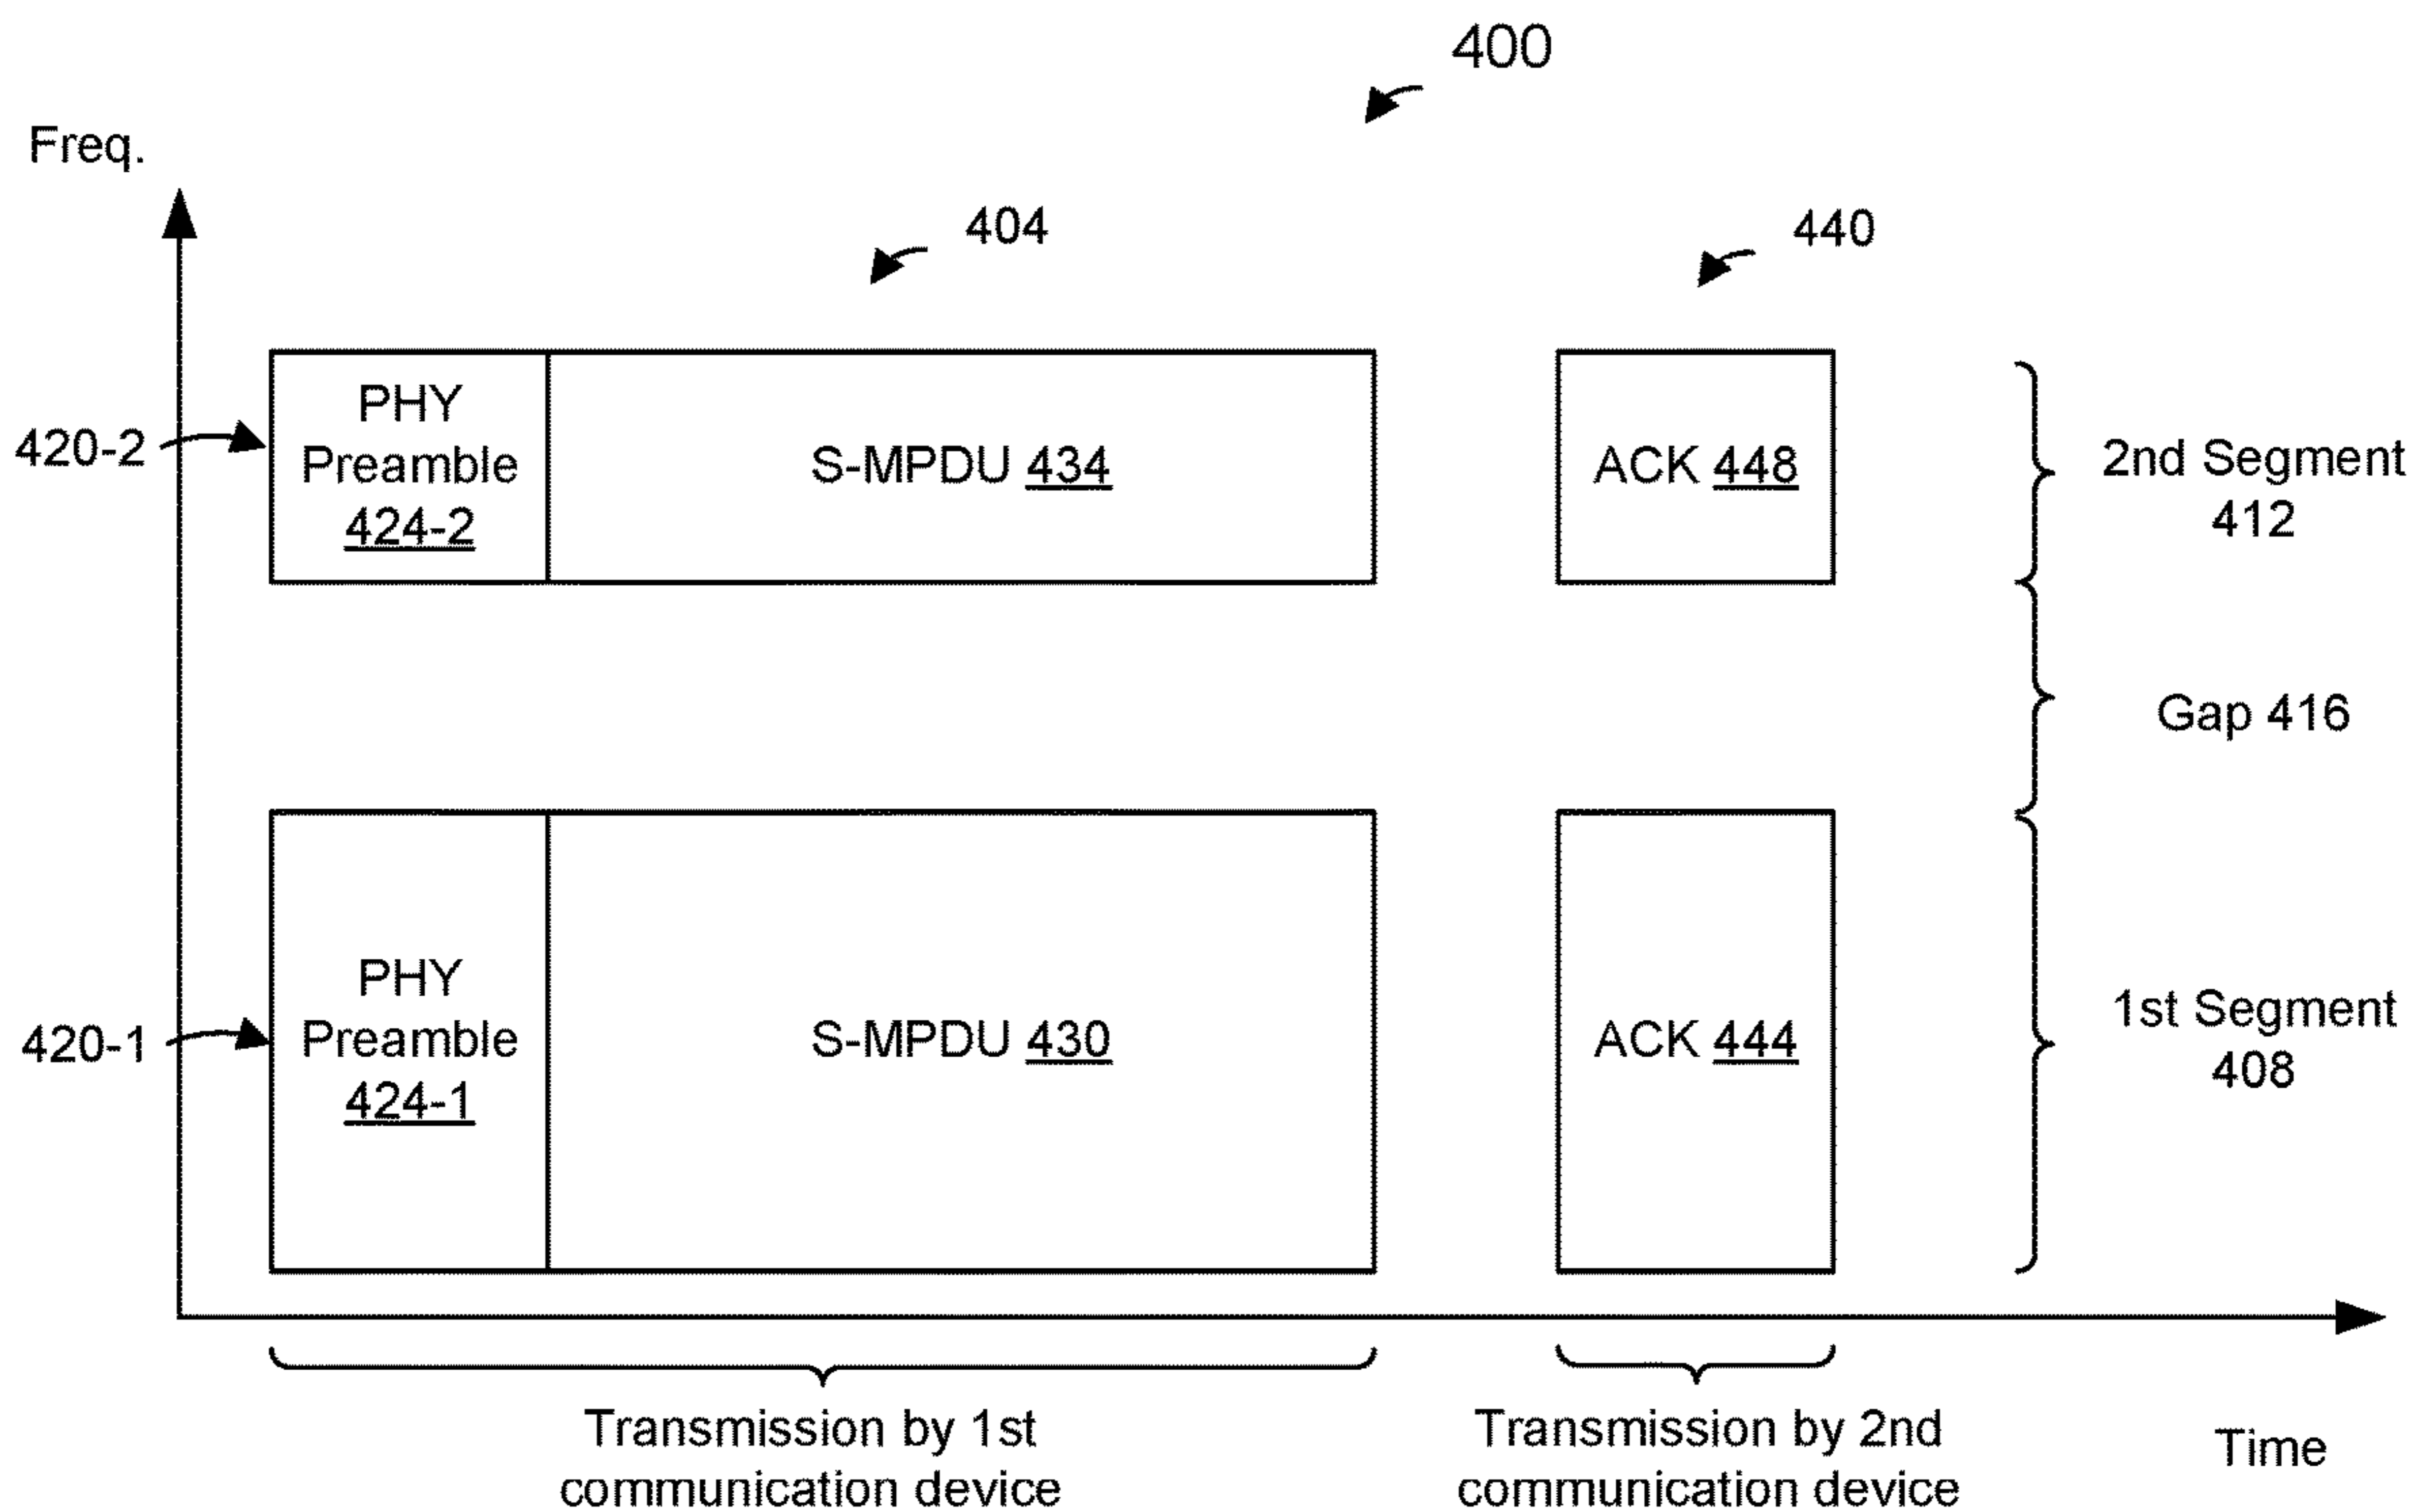 400
Freq.
404
440
PHY
Preamble
424-2
420-2
S-MPDU 434
ACK 448
2nd Segment
412
Gap 416
PHY
Preamble
424-1
420-1
S-MPDU 430
ACK 444
1st Segment
408
Transmission by 1st
communication device
Transmission by 2nd
communication device
Time